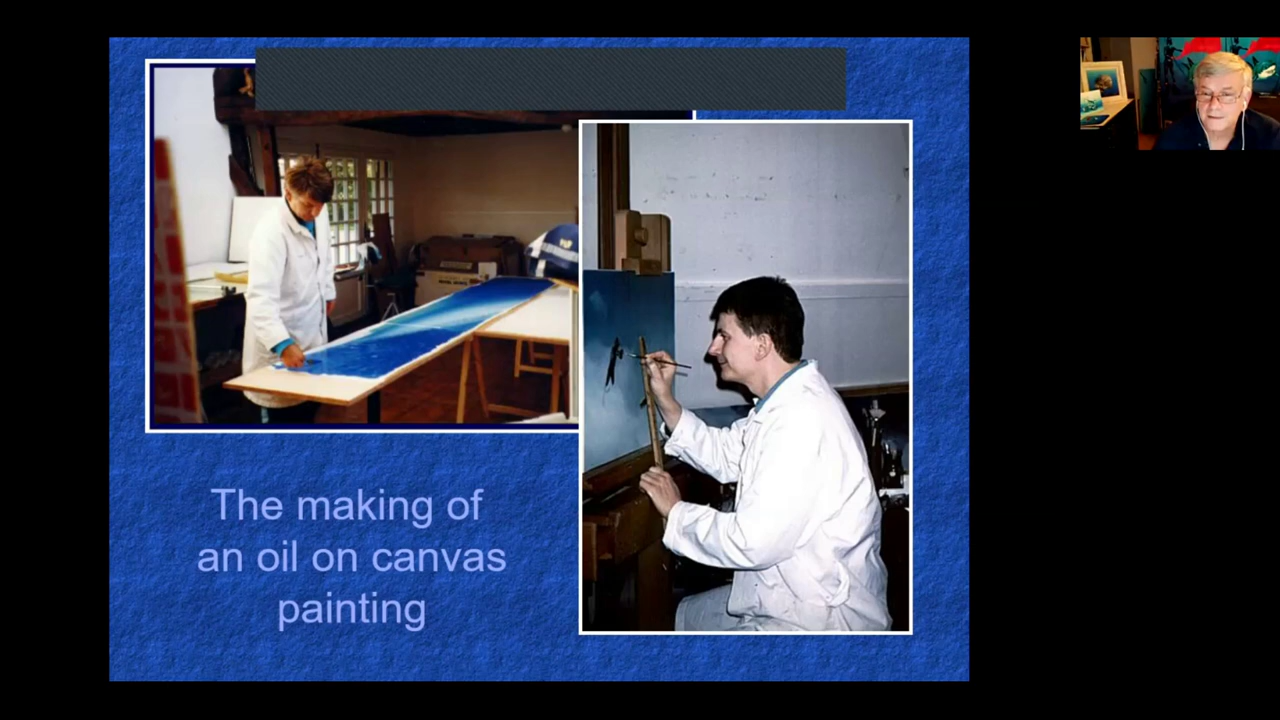 The making of
an oil on canvas
painting